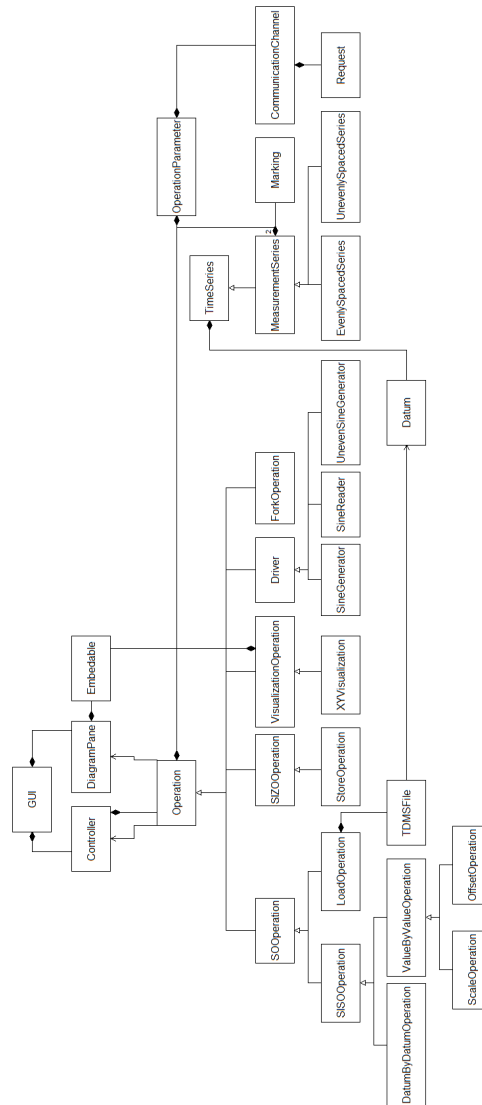 GUI
Controller
DiagramPane
Embedable
Operation
OperationParameter
TimeSeries
SOOperation
SIZOOperation
VisualizationOperation
Driver
ForkOperation
MeasurementSeries
2
Marking
CommunicationChannel
SISOOperation
LoadOperation
StoreOperation
XYVisualization
SineGenerator
SineReader
UnevenSineGenerator
EvenlySpacedSeries
UnevenlySpacedSeries
Request
DatumByDatumOperation
ValueByValueOperation
TDMSFile
Datum
ScaleOperation
OffsetOperation